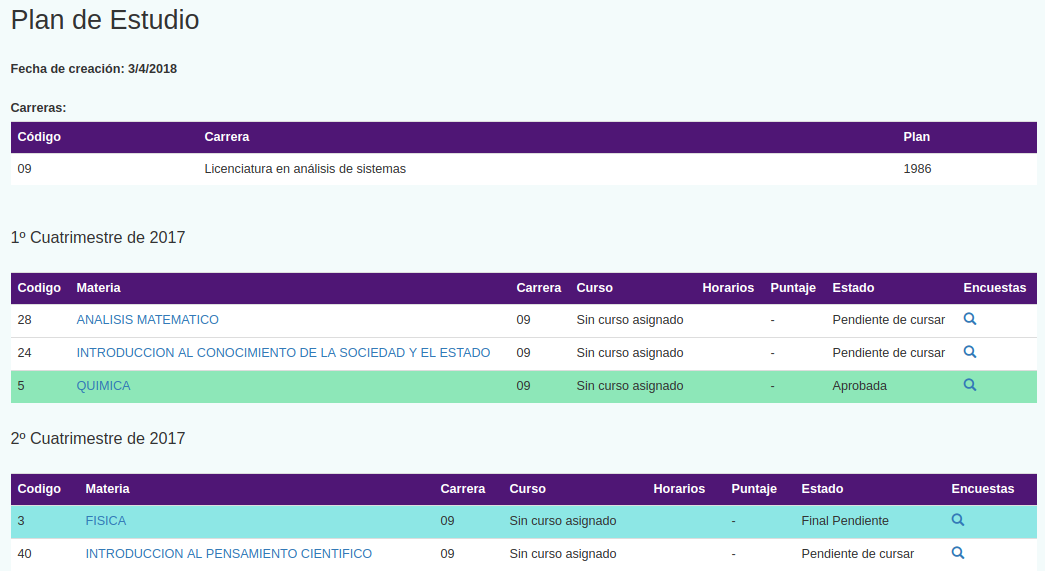 Plan de Estudio
Fecha de creación: 3/4/2018
Carreras:
Código Carrera Plan
09 Licenciatura en análisis de sistemas 1986
1º Cuatrimestre de 2017
Codigo Materia Carrera Curso Horarios Puntaje Estado Encuestas
28 ANALISIS MATEMATICO 09 Sin curso asignado - Pendiente de cursar
24 INTRODUCCION AL CONOCIMIENTO DE LA SOCIEDAD Y EL ESTADO 09 Sin curso asignado - Pendiente de cursar
5 QUIMICA 09 Sin curso asignado - Aprobada
2º Cuatrimestre de 2017
Codigo Materia Carrera Curso Horarios Puntaje Estado Encuestas
3 FISICA 09 Sin curso asignado - Final Pendiente
40 INTRODUCCION AL PENSAMIENTO CIENTIFICO 09 Sin curso asignado - Pendiente de cursar